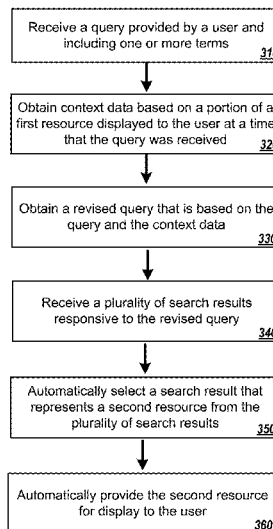 Receive a query provided by a user and
including one or more terms
310
Obtain context data based on a portion of a
first resource displayed to the user at a time
that the query was received
320
Obtain a revised query that is based on the
query and the context data
330
Receive a plurality of search results
responsive to the revised query
340
Automatically select a search result that
represents a second resource from the
plurality of search results
350
Automatically provide the second resource
for display to the user
360